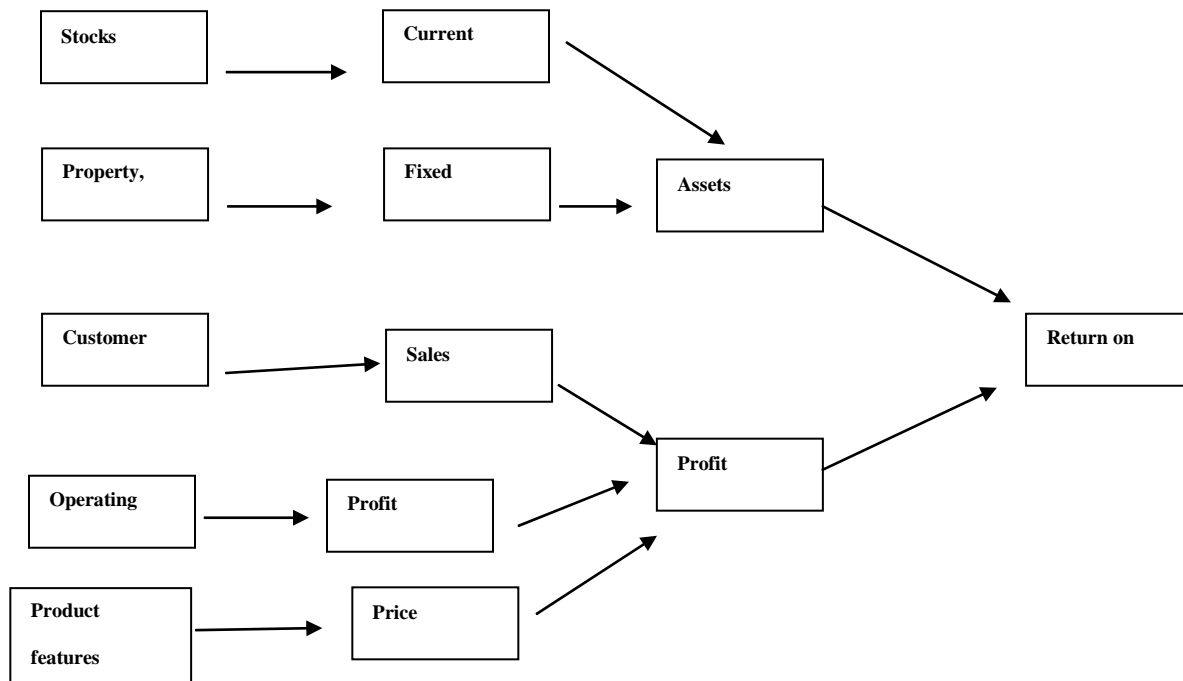 Stocks
Current
Property,
Fixed
Assets
Customer
Sales
Return on
Operating
Profit
Profit
Product
features
Price